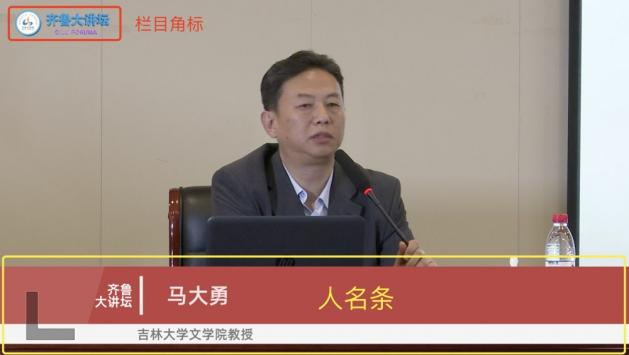 齐鲁大讲坛
栏目角标
齐鲁
大讲坛
马大勇
人名条
吉林大学文学院教授